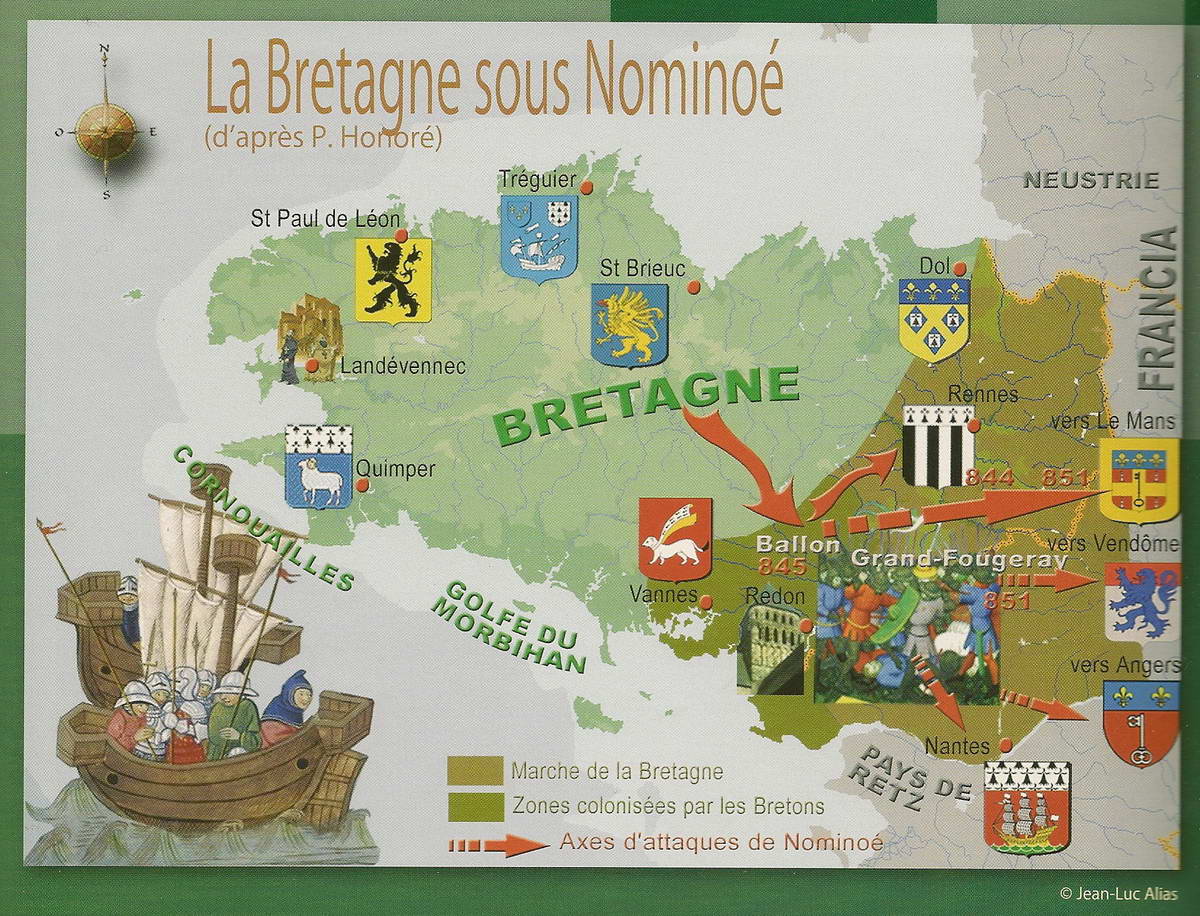 La Bretagne sous Nominoé
(d'après P. Honoré)
N
O
E
S
NEUSTRIE
FRANCIA
Tréguier
St Paul de Léon
St Brieuc
Dol
Landévennec
BRETAGNE
Rennes
vers Le Mans
CORNOUAILLES
Quimper
844
851
Ballon
845
Grand-Fougeray
vers Vendôme
851
GOLFE DU
MORBIHAN
Vannes
Redon
vers Angers
Nantes
PAYS DE
RETZ
Marche de la Bretagne
Zones colonisées par les Bretons
Axes d'attaques de Nominoé
© Jean-Luc Alias